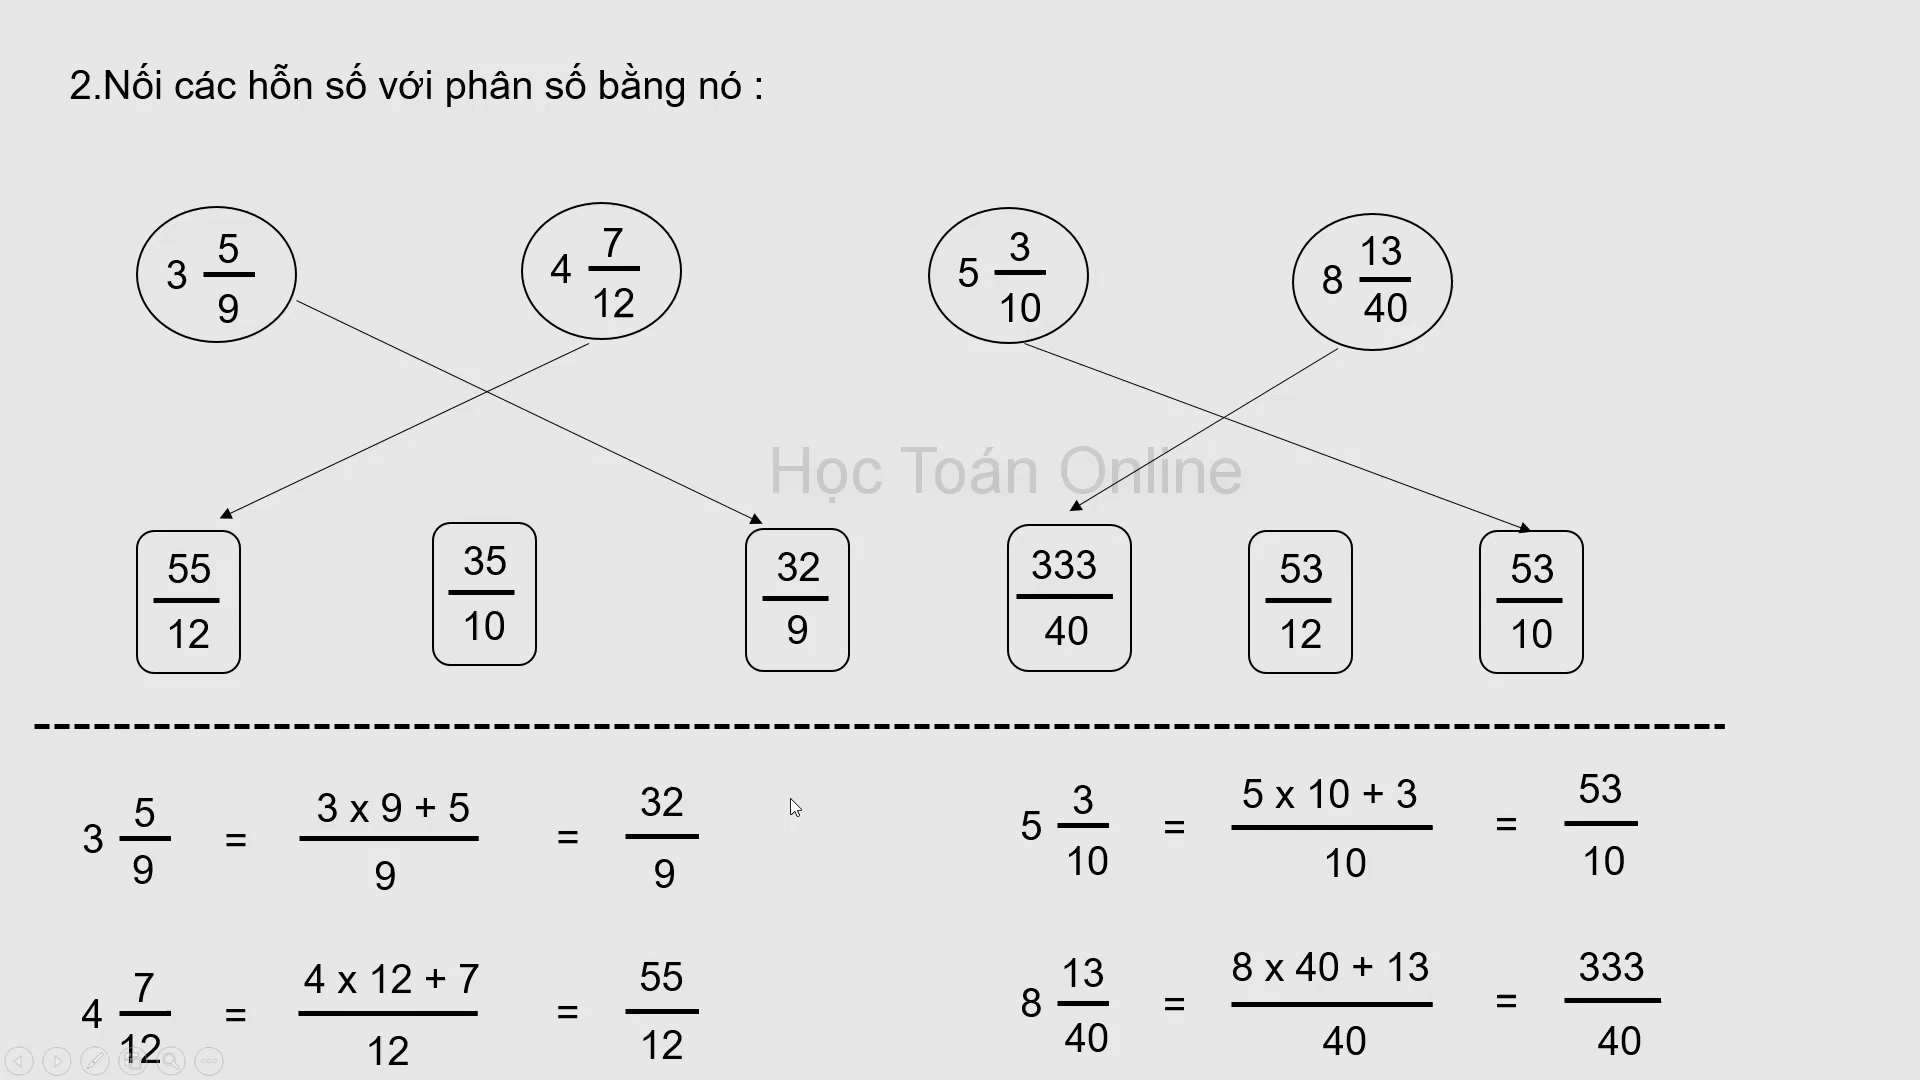 2.Nối các hỗn số với phân số bằng nó :
3 5/9 4 7/12 5 3/10 8 13/40
Học Toán Online
55/12 35/10 32/9 333/40 53/12 53/10
3 5/9 = (3 x 9 + 5)/9 = 32/9
5 3/10 = (5 x 10 + 3)/10 = 53/10
4 7/12 = (4 x 12 + 7)/12 = 55/12
8 13/40 = (8 x 40 + 13)/40 = 333/40